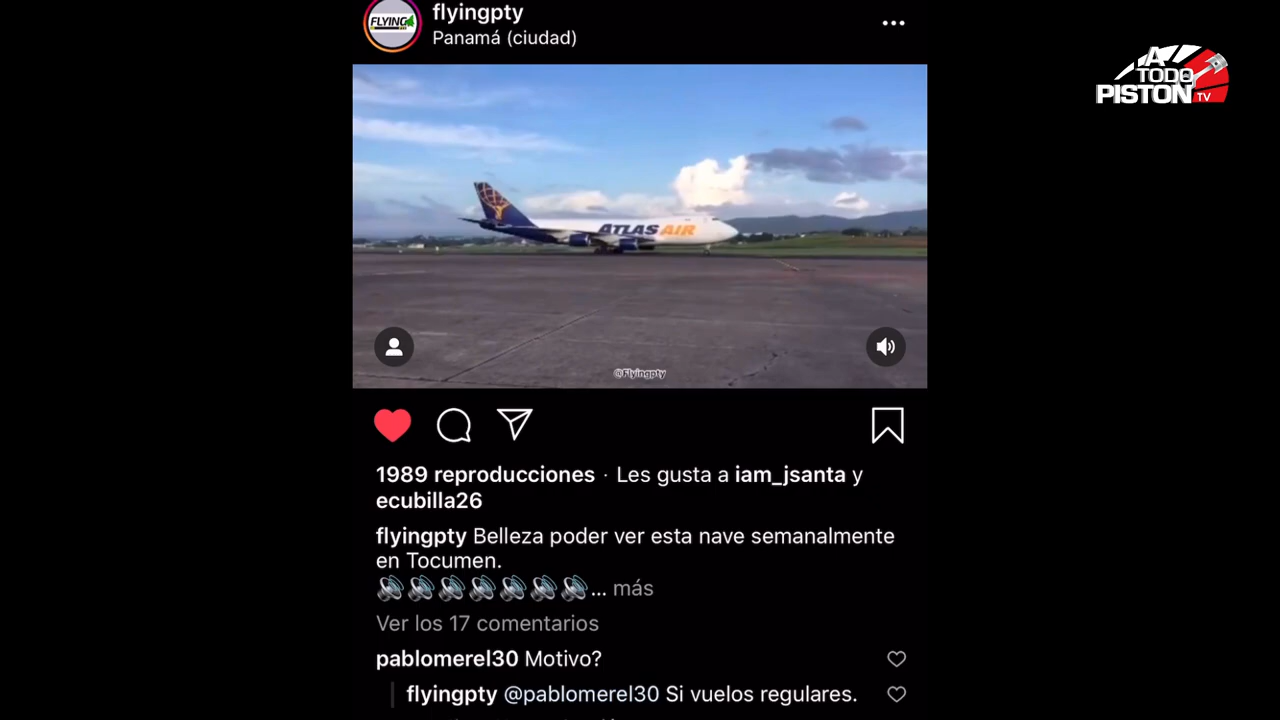 flyingpty
Panamá (ciudad)
FLYING
A
TODO
PISTON TV
ATLAS AIR
@Flyingpty
1989 reproducciones · Les gusta a iam_jsanta y
ecubilla26
flyingpty Belleza poder ver esta nave semanalmente
en Tocumen.
🔊🔊🔊🔊🔊🔊🔊... más
Ver los 17 comentarios
pablomerel30 Motivo?
flyingpty @pablomerel30 Si vuelos regulares.